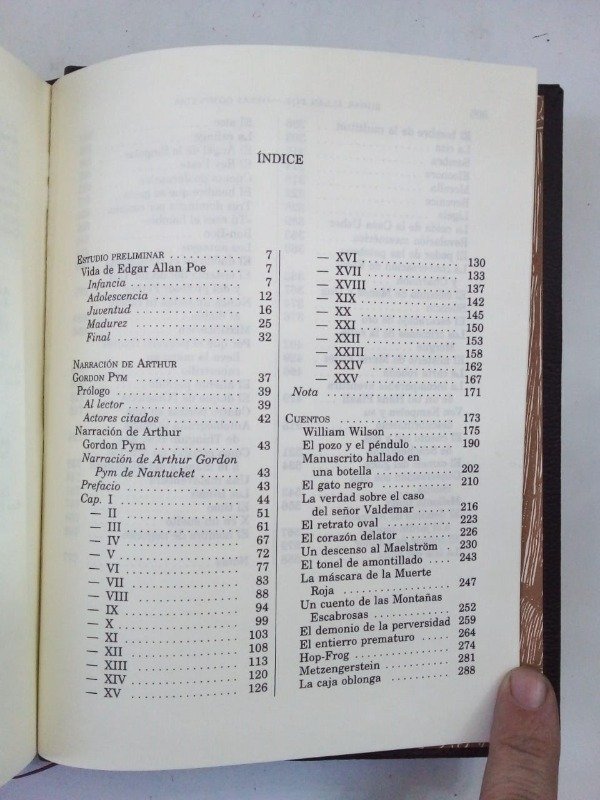 ÍNDICE
ESTUDIO PRELIMINAR . . . . . . . . . . . . . 7
Vida de Edgar Allan Poe . . . . 7
Infancia . . . . . . . . . . . . . . . . . 7
Adolescencia . . . . . . . . . . . . . 12
Juventud . . . . . . . . . . . . . . . . 16
Madurez . . . . . . . . . . . . . . . . 25
Final . . . . . . . . . . . . . . . . . . . 32
NARRACIÓN DE ARTHUR
GORDON PYM . . . . . . . . . . . . . . . 37
Prólogo . . . . . . . . . . . . . . . . . . . 39
Al lector . . . . . . . . . . . . . . . . 39
Actores citados . . . . . . . . . . . 42
Narración de Arthur
Gordon Pym . . . . . . . . . . . . . 43
Narración de Arthur Gordon
Pym de Nantucket . . . . . . 43
Prefacio . . . . . . . . . . . . . . . . . . 43
Cap. I . . . . . . . . . . . . . . . . . . . 44
— II . . . . . . . . . . . . . . . . . . 51
— III . . . . . . . . . . . . . . . . . 61
— IV . . . . . . . . . . . . . . . . . 67
— V . . . . . . . . . . . . . . . . . . 72
— VI . . . . . . . . . . . . . . . . . 77
— VII . . . . . . . . . . . . . . . . 83
— VIII . . . . . . . . . . . . . . . 88
— IX . . . . . . . . . . . . . . . . . 94
— X . . . . . . . . . . . . . . . . . . 99
— XI . . . . . . . . . . . . . . . . . 103
— XII . . . . . . . . . . . . . . . . 108
— XIII . . . . . . . . . . . . . . . 113
— XIV . . . . . . . . . . . . . . . . 120
— XV . . . . . . . . . . . . . . . . 126
— XVI . . . . . . . . . . . . . . . . 130
— XVII . . . . . . . . . . . . . . . 133
— XVIII . . . . . . . . . . . . . . 137
— XIX . . . . . . . . . . . . . . . . 142
— XX . . . . . . . . . . . . . . . . . 145
— XXI . . . . . . . . . . . . . . . . 150
— XXII . . . . . . . . . . . . . . . 153
— XXIII . . . . . . . . . . . . . . 158
— XXIV . . . . . . . . . . . . . . . 162
— XXV . . . . . . . . . . . . . . . . 167
Nota . . . . . . . . . . . . . . . . . . . . . 171
CUENTOS . . . . . . . . . . . . . . . . . . . 173
William Wilson . . . . . . . . . . . . 175
El pozo y el péndulo . . . . . . . . 190
Manuscrito hallado en
una botella . . . . . . . . . . . . . 202
El gato negro . . . . . . . . . . . . . 210
La verdad sobre el caso
del señor Valdemar . . . . . . 216
El retrato oval . . . . . . . . . . . . 223
El corazón delator . . . . . . . . . 226
Un descenso al Maelström . . 230
El tonel de amontillado . . . . . 243
La máscara de la Muerte
Roja . . . . . . . . . . . . . . . . . . 247
Un cuento de las Montañas
Escabrosas . . . . . . . . . . . . . 252
El demonio de la perversidad 259
El entierro prematuro . . . . . . 264
Hop-Frog . . . . . . . . . . . . . . . . . 274
Metzengerstein . . . . . . . . . . . . 281
La caja oblonga . . . . . . . . . . . 288